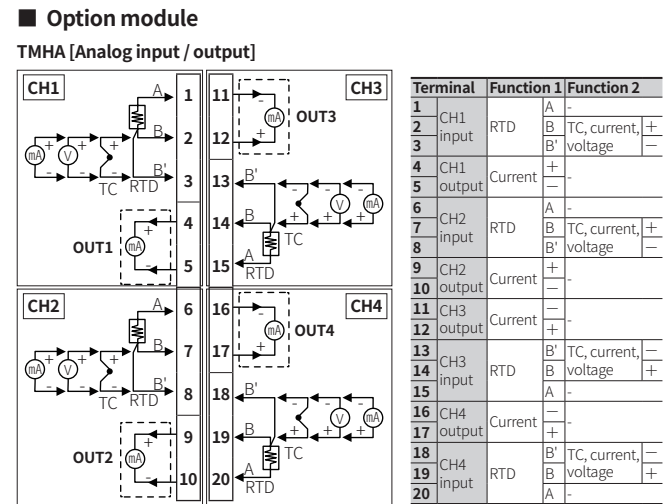 ■ Option module
TMHA [Analog input / output]
CH1
A
1
+ + +
B
2
mA V
- - -
B'
3
TC RTD
4
+
OUT1 mA
-
5
11
-
CH3
mA OUT3
+
12
B'
13
- - -
V mA
B
14
+ + +
TC
A
15
RTD
CH2
A
6
+ + +
B
7
mA V
- - -
B'
8
TC RTD
9
+
OUT2 mA
-
10
16
-
CH4
mA OUT4
+
17
B'
18
- - -
V mA
B
19
+ + +
TC
A
20
RTD
Terminal Function 1 Function 2
1 CH1 input RTD A -
2 B TC, current, voltage +
3 B' −
4 CH1 output Current + -
5 −
6 CH2 input RTD A -
7 B TC, current, voltage +
8 B' −
9 CH2 output Current + -
10 −
11 CH3 output Current − -
12 +
13 CH3 input RTD B' TC, current, voltage −
14 B +
15 A -
16 CH4 output Current − -
17 +
18 CH4 input RTD B' TC, current, voltage −
19 B +
20 A -